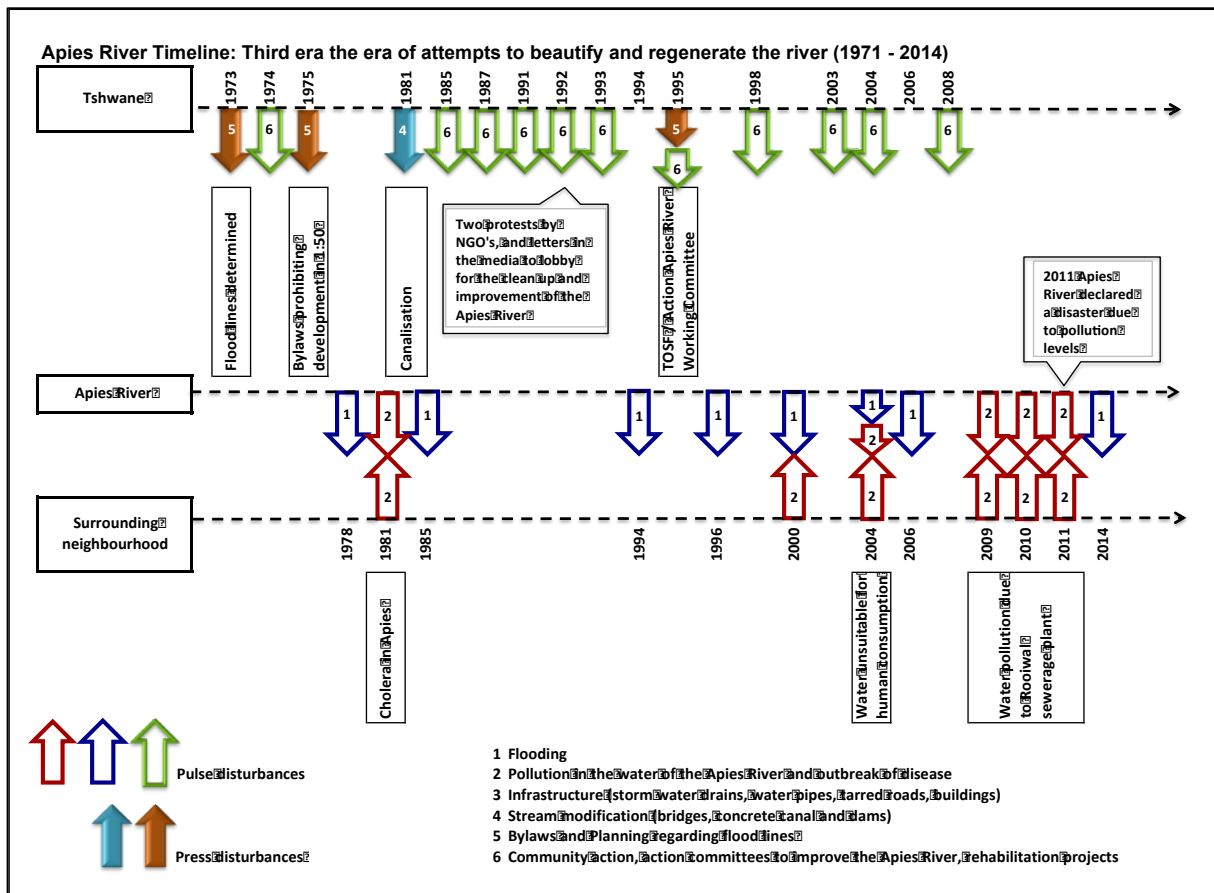 Apies River Timeline: Third era the era of attempts to beautify and regenerate the river (1971 - 2014)
Tshwane
1973
1974
1975
1981
1985
1987
1991
1992
1993
1994
1995
1998
2003
2004
2006
2008
5
6
5
4
6
6
6
6
6
5
6
6
6
6
6
Flood lines determined
Bylaws prohibiting
development in 1:50
Canalisation
Two protests by
NGO's, and letters in
the media to lobby
for the clean up and
improvement of the
Apies River
TOSF / Action Apies River
Working Committee
2011 Apies
River declared
a disaster due
to pollution
levels
Apies River
1
2
1
1
1
1
1
2
1
2
2
2
1
2
2
2
2
2
2
Surrounding
neighbourhood
1978
1981
1985
1994
1996
2000
2004
2006
2009
2010
2011
2014
Cholera in Apies
Water unsuitable for
human consumption
Water pollution due
to Rooiwal
sewerage plant
Pulse disturbances
Press disturbances
1 Flooding
2 Pollution in the water of the Apies River and outbreak of disease
3 Infrastructure (storm water drains, water pipes, tarred roads, buildings)
4 Stream modification (bridges, concrete canal and dams)
5 Bylaws and Planning regarding flood lines
6 Community action, action committees to improve the Apies River, rehabilitation projects